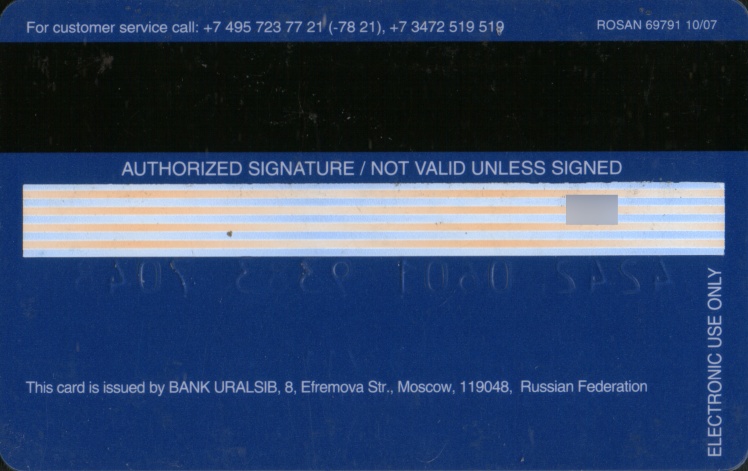 For customer service call: +7 495 723 77 21 (-78 21), +7 3472 519 519
ROSAN 69791 10/07
AUTHORIZED SIGNATURE / NOT VALID UNLESS SIGNED
This card is issued by BANK URALSIB, 8, Efremova Str., Moscow, 119048, Russian Federation
ELECTRONIC USE ONLY